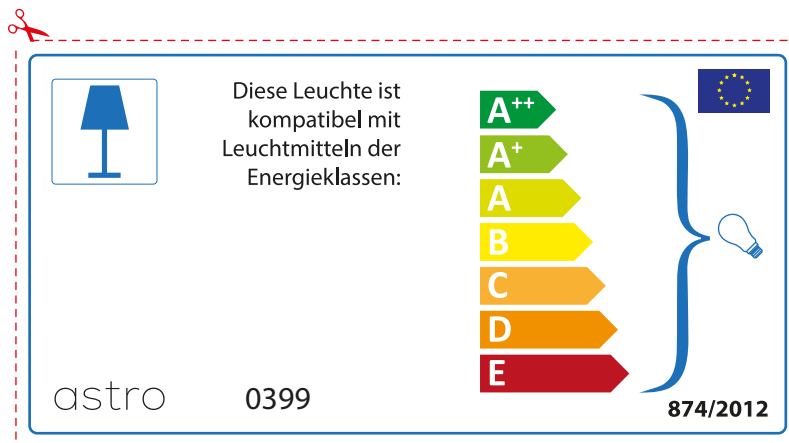 Diese Leuchte ist
kompatibel mit
Leuchtmitteln der
Energieklassen:
A++
A+
A
B
C
D
E
astro
0399
874/2012